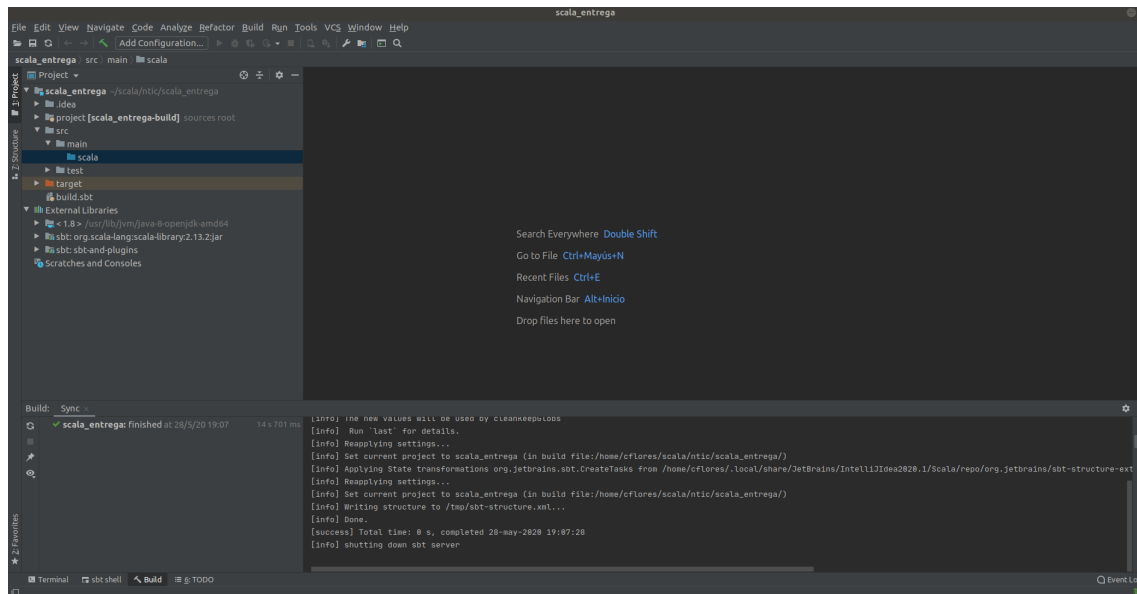 scala_entrega
File Edit View Navigate Code Analyze Refactor Build Run Tools VCS Window Help
Add Configuration...
scala_entrega src main scala
1: Project
Project
scala_entrega ~/scala/ntic/scala_entrega
.idea
project [scala_entrega-build] sources root
src
main
scala
test
target
build.sbt
External Libraries
< 1.8 > /usr/lib/jvm/java-8-openjdk-amd64
sbt: org.scala-lang:scala-library:2.13.2:jar
sbt: sbt-and-plugins
Scratches and Consoles
Z: Structure
Search Everywhere Double Shift
Go to File Ctrl+Mayús+N
Recent Files Ctrl+E
Navigation Bar Alt+Inicio
Drop files here to open
Build: Sync
scala_entrega: finished at 28/5/20 19:07 14 s 701 ms
[info] The new values will be used by cleanKeepGlobs
[info] Run `last` for details.
[info] Reapplying settings...
[info] Set current project to scala_entrega (in build file:/home/cflores/scala/ntic/scala_entrega/)
[info] Applying State transformations org.jetbrains.sbt.CreateTasks from /home/cflores/.local/share/JetBrains/IntelliJIdea2020.1/Scala/repo/org.jetbrains/sbt-structure-ext
[info] Reapplying settings...
[info] Set current project to scala_entrega (in build file:/home/cflores/scala/ntic/scala_entrega/)
[info] Writing structure to /tmp/sbt-structure.xml...
[info] Done.
[success] Total time: 0 s, completed 28-may-2020 19:07:28
[info] shutting down sbt server
2: Favorites
Terminal sbt shell Build 6: TODO Event Lo